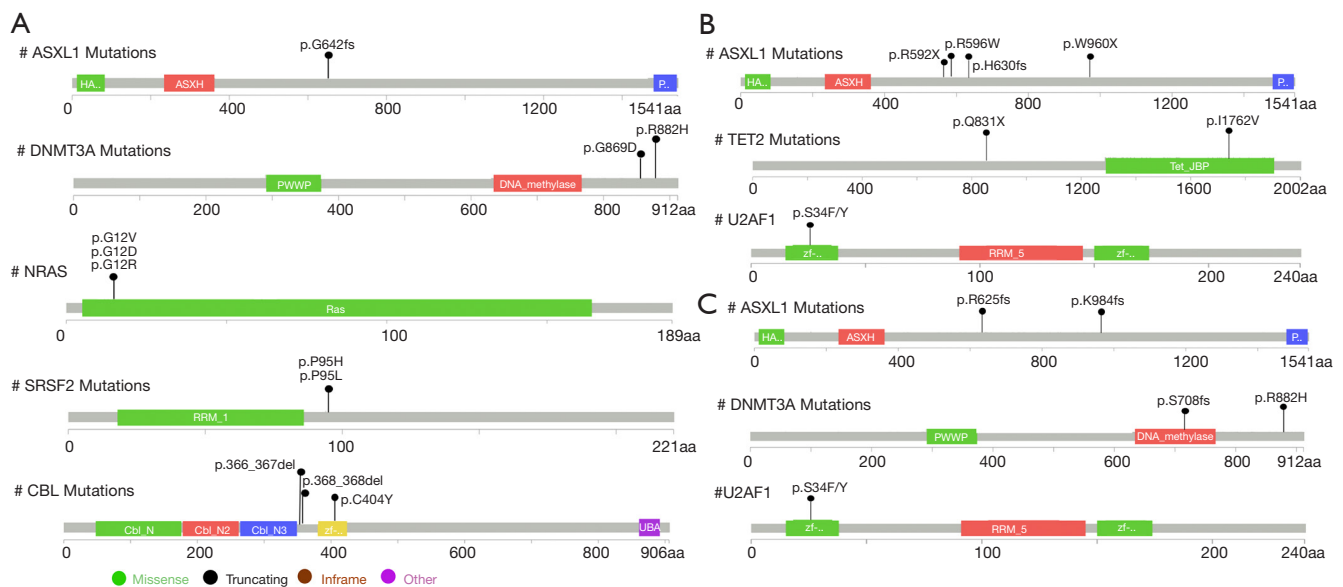 A
# ASXL1 Mutations
p.G642fs
HA..
ASXH
P..
0 400 800 1200 1541aa
# DNMT3A Mutations
p.G869D
p.R882H
PWWP
DNA_methylase
0 200 300 400 600 800 912aa
# NRAS
p.G12V
p.G12D
p.G12R
Ras
0 100 189aa
# SRSF2 Mutations
p.P95H
p.P95L
RRM_1
0 100 221aa
# CBL Mutations
p.366_367del
p.368_368del
p.C404Y
Cbl_N
Cbl_N2
Cbl_N3
zf-..
UBA
0 200 400 600 800 906aa
Missense
Truncating
Inframe
Other
B
# ASXL1 Mutations
p.R592X
p.R596W
p.H630fs
p.W960X
HA..
ASXH
P..
0 400 600 800 1200 1541aa
# TET2 Mutations
p.Q831X
p.I1762V
Tet_JBP
0 400 800 1200 1600 2002aa
# U2AF1
p.S34F/Y
zf-..
RRM_5
zf-..
0 100 200 240aa
C
# ASXL1 Mutations
p.R625fs
p.K984fs
HA..
ASXH
P..
0 400 600 800 1200 1541aa
# DNMT3A Mutations
p.S708fs
p.R882H
PWWP
DNA_methylase
0 200 300 400 600 800 912aa
#U2AF1
p.S34F/Y
zf-..
RRM_5
zf-..
0 100 200 240aa